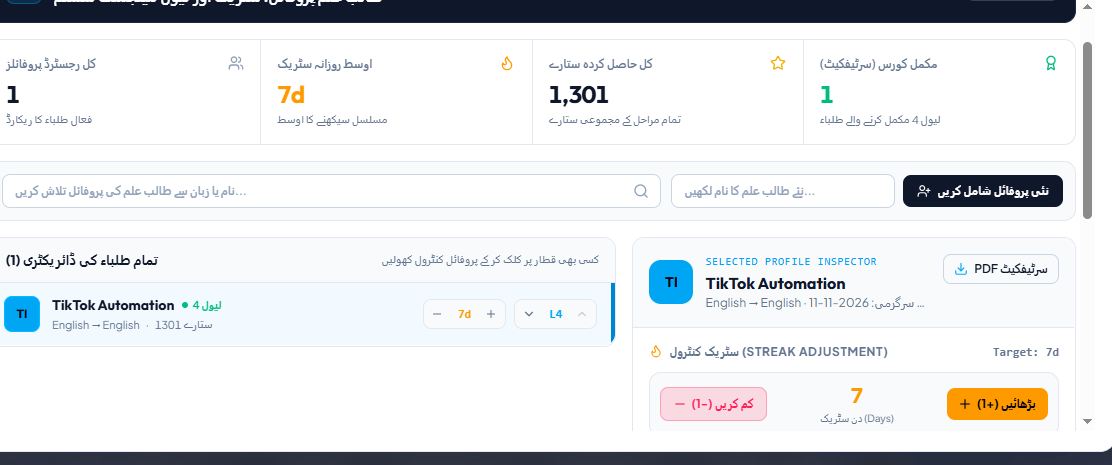 کل رجسٹرڈ پروفائلز
1
فعال طلباء کا ریکارڈ
اوسط روزانہ سٹریک
7d
مسلسل سیکھنے کا اوسط
کل حاصل کردہ ستارے
1,301
تمام مراحل کے مجموعی ستارے
مکمل کورس (سرٹیفکیٹ)
1
لیول 4 مکمل کرنے والے طلباء
نام یا زبان سے طالب علم کی پروفائل تلاش کریں...
نئے طالب علم کا نام لکھیں...
نئی پروفائل شامل کریں
تمام طلباء کی ڈائریکٹری (1)
کسی بھی قطار پر کلک کر کے پروفائل کنٹرول کھولیں
TI
TikTok Automation
لیول 4
English → English · 1301 ستارے
− 7d +
L4
TI
SELECTED PROFILE INSPECTOR
TikTok Automation
English → English · سرگرمی: 2026-11-11 ...
PDF سرٹیفکیٹ
سٹریک کنٹرول (STREAK ADJUSTMENT)
Target: 7d
− کم کریں (-1)
7
دن سٹریک (Days)
+ بڑھائیں (+1)